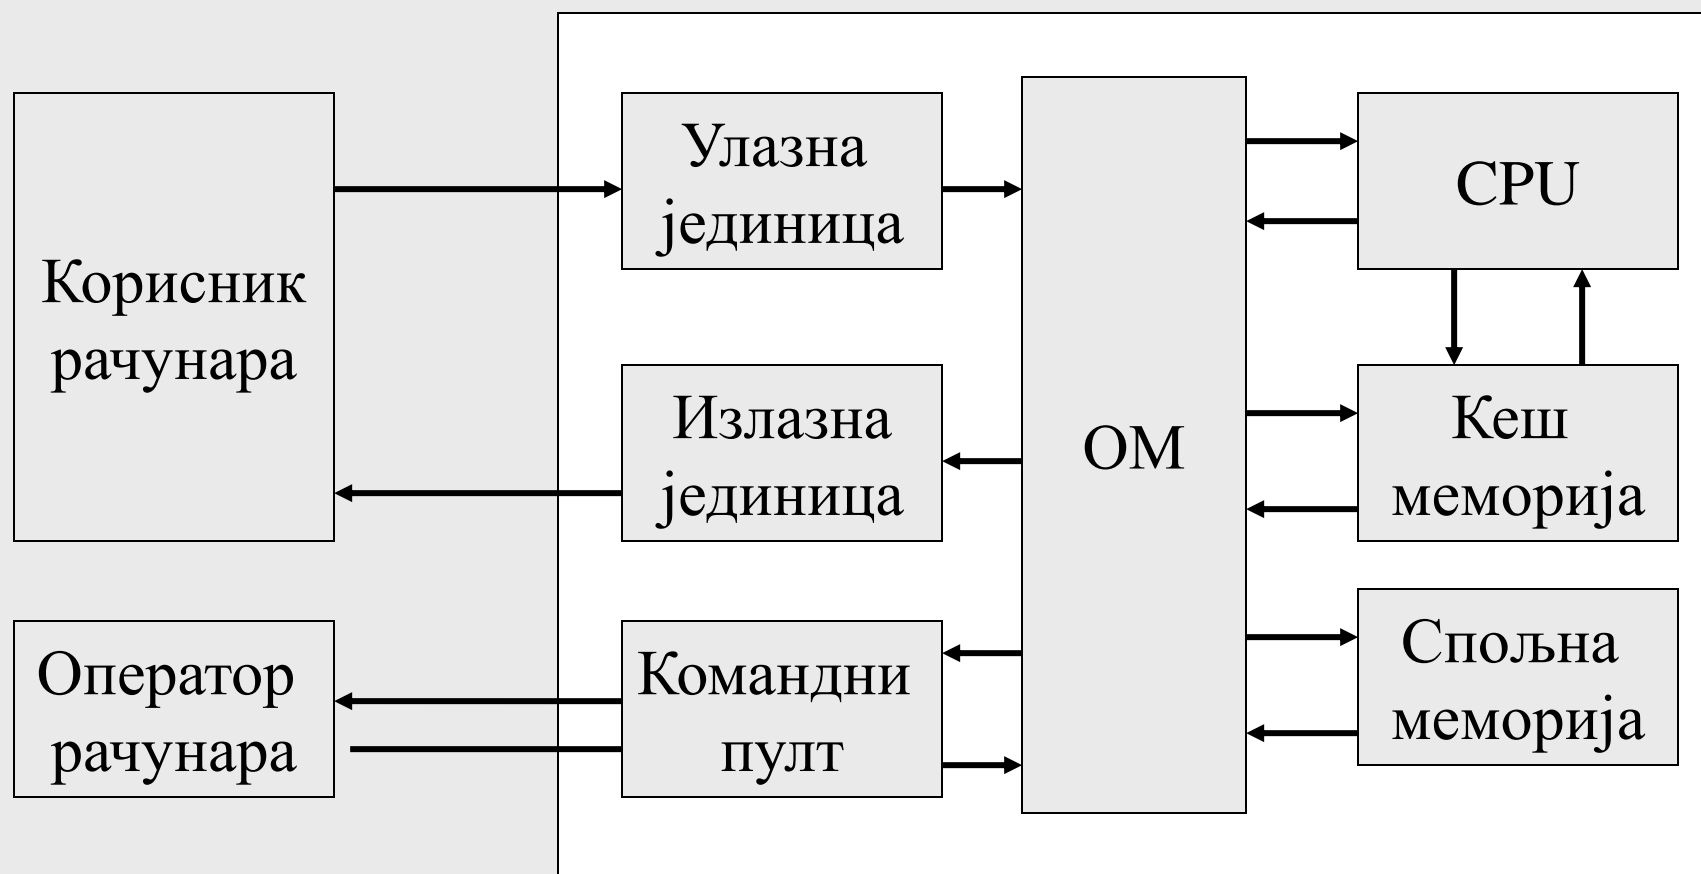 Корисник
рачунара
Оператор
рачунара
Улазна
јединица
Излазна
јединица
Командни
пулт
ОМ
CPU
Кеш
меморија
Спољна
меморија